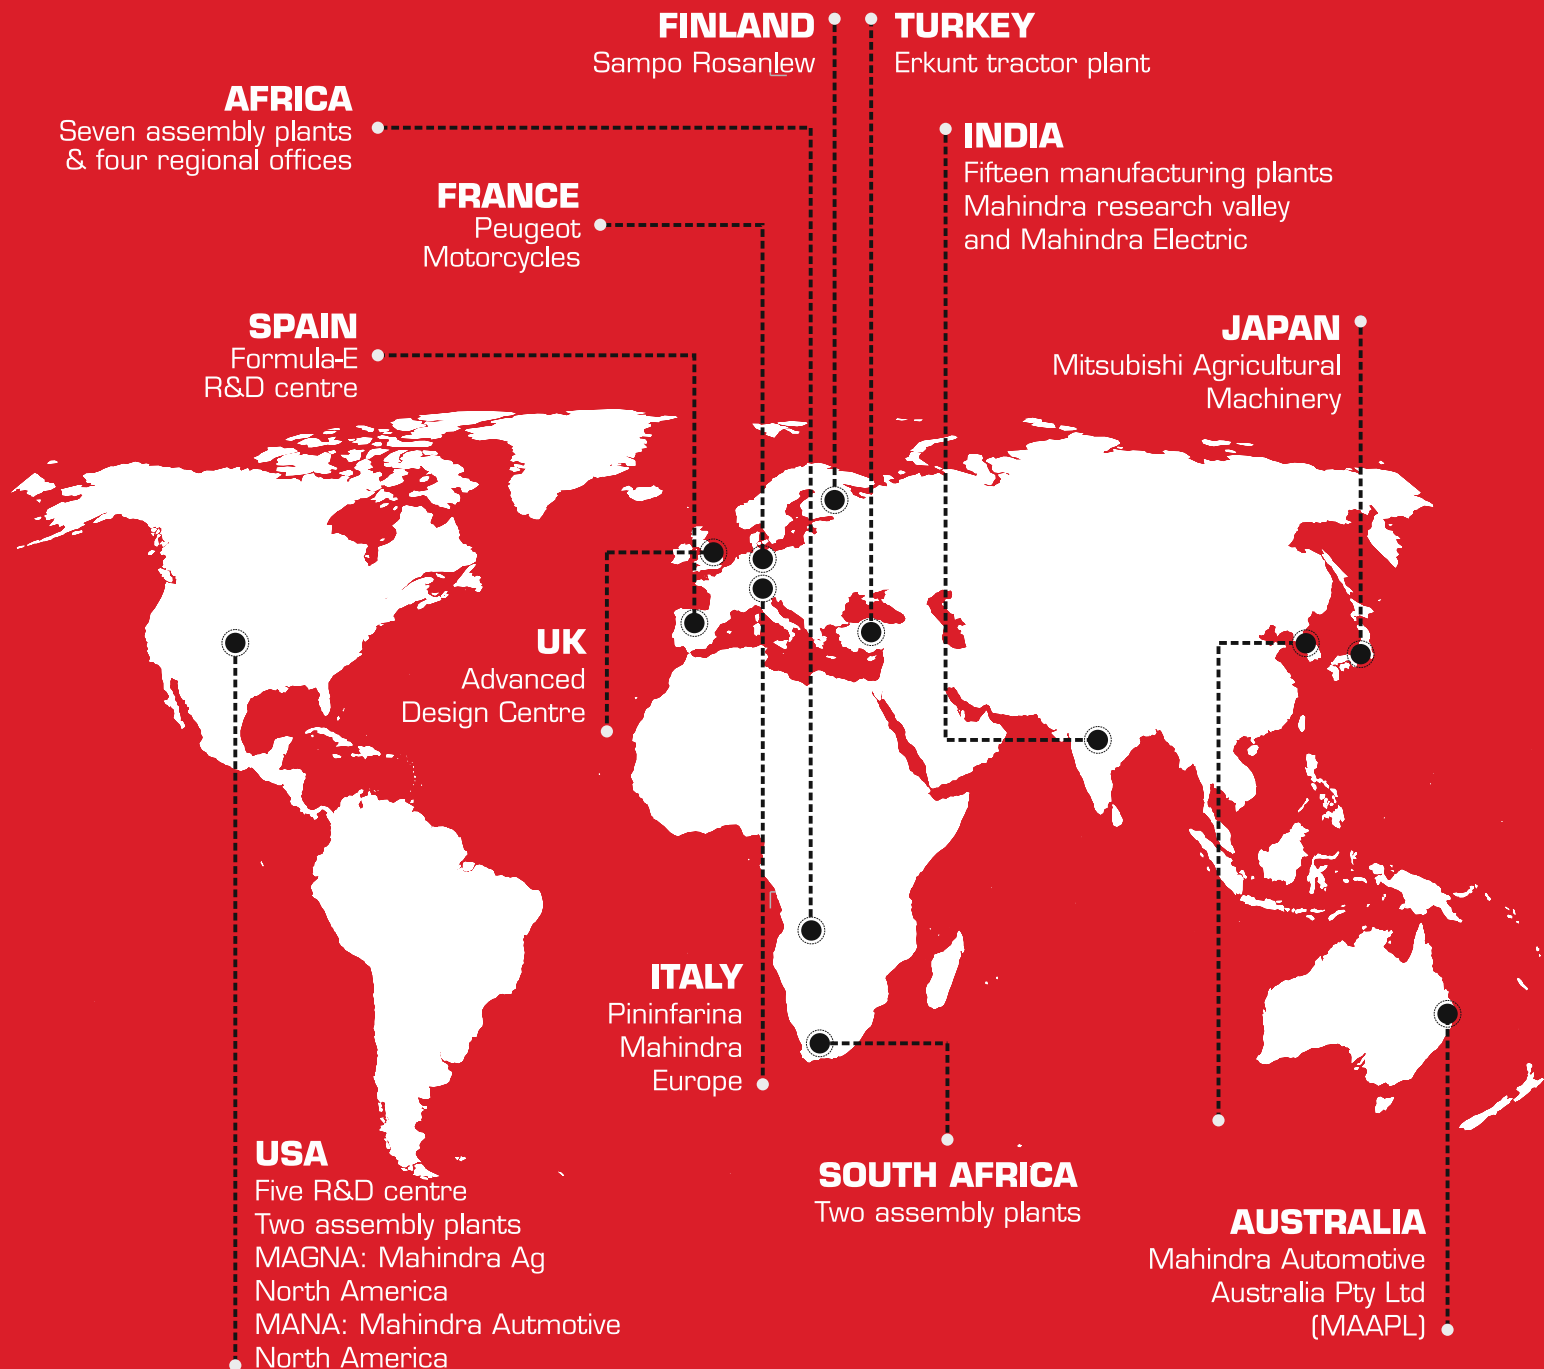 FINLAND
Sampo Rosanlew
TURKEY
Erkunt tractor plant
AFRICA
Seven assembly plants
& four regional offices
INDIA
Fifteen manufacturing plants
Mahindra research valley
and Mahindra Electric
FRANCE
Peugeot
Motorcycles
SPAIN
Formula-E
R&D centre
JAPAN
Mitsubishi Agricultural
Machinery
UK
Advanced
Design Centre
ITALY
Pininfarina
Mahindra
Europe
USA
Five R&D centre
Two assembly plants
MAGNA: Mahindra Ag
North America
MANA: Mahindra Autmotive
North America
SOUTH AFRICA
Two assembly plants
AUSTRALIA
Mahindra Automotive
Australia Pty Ltd
(MAAPL)